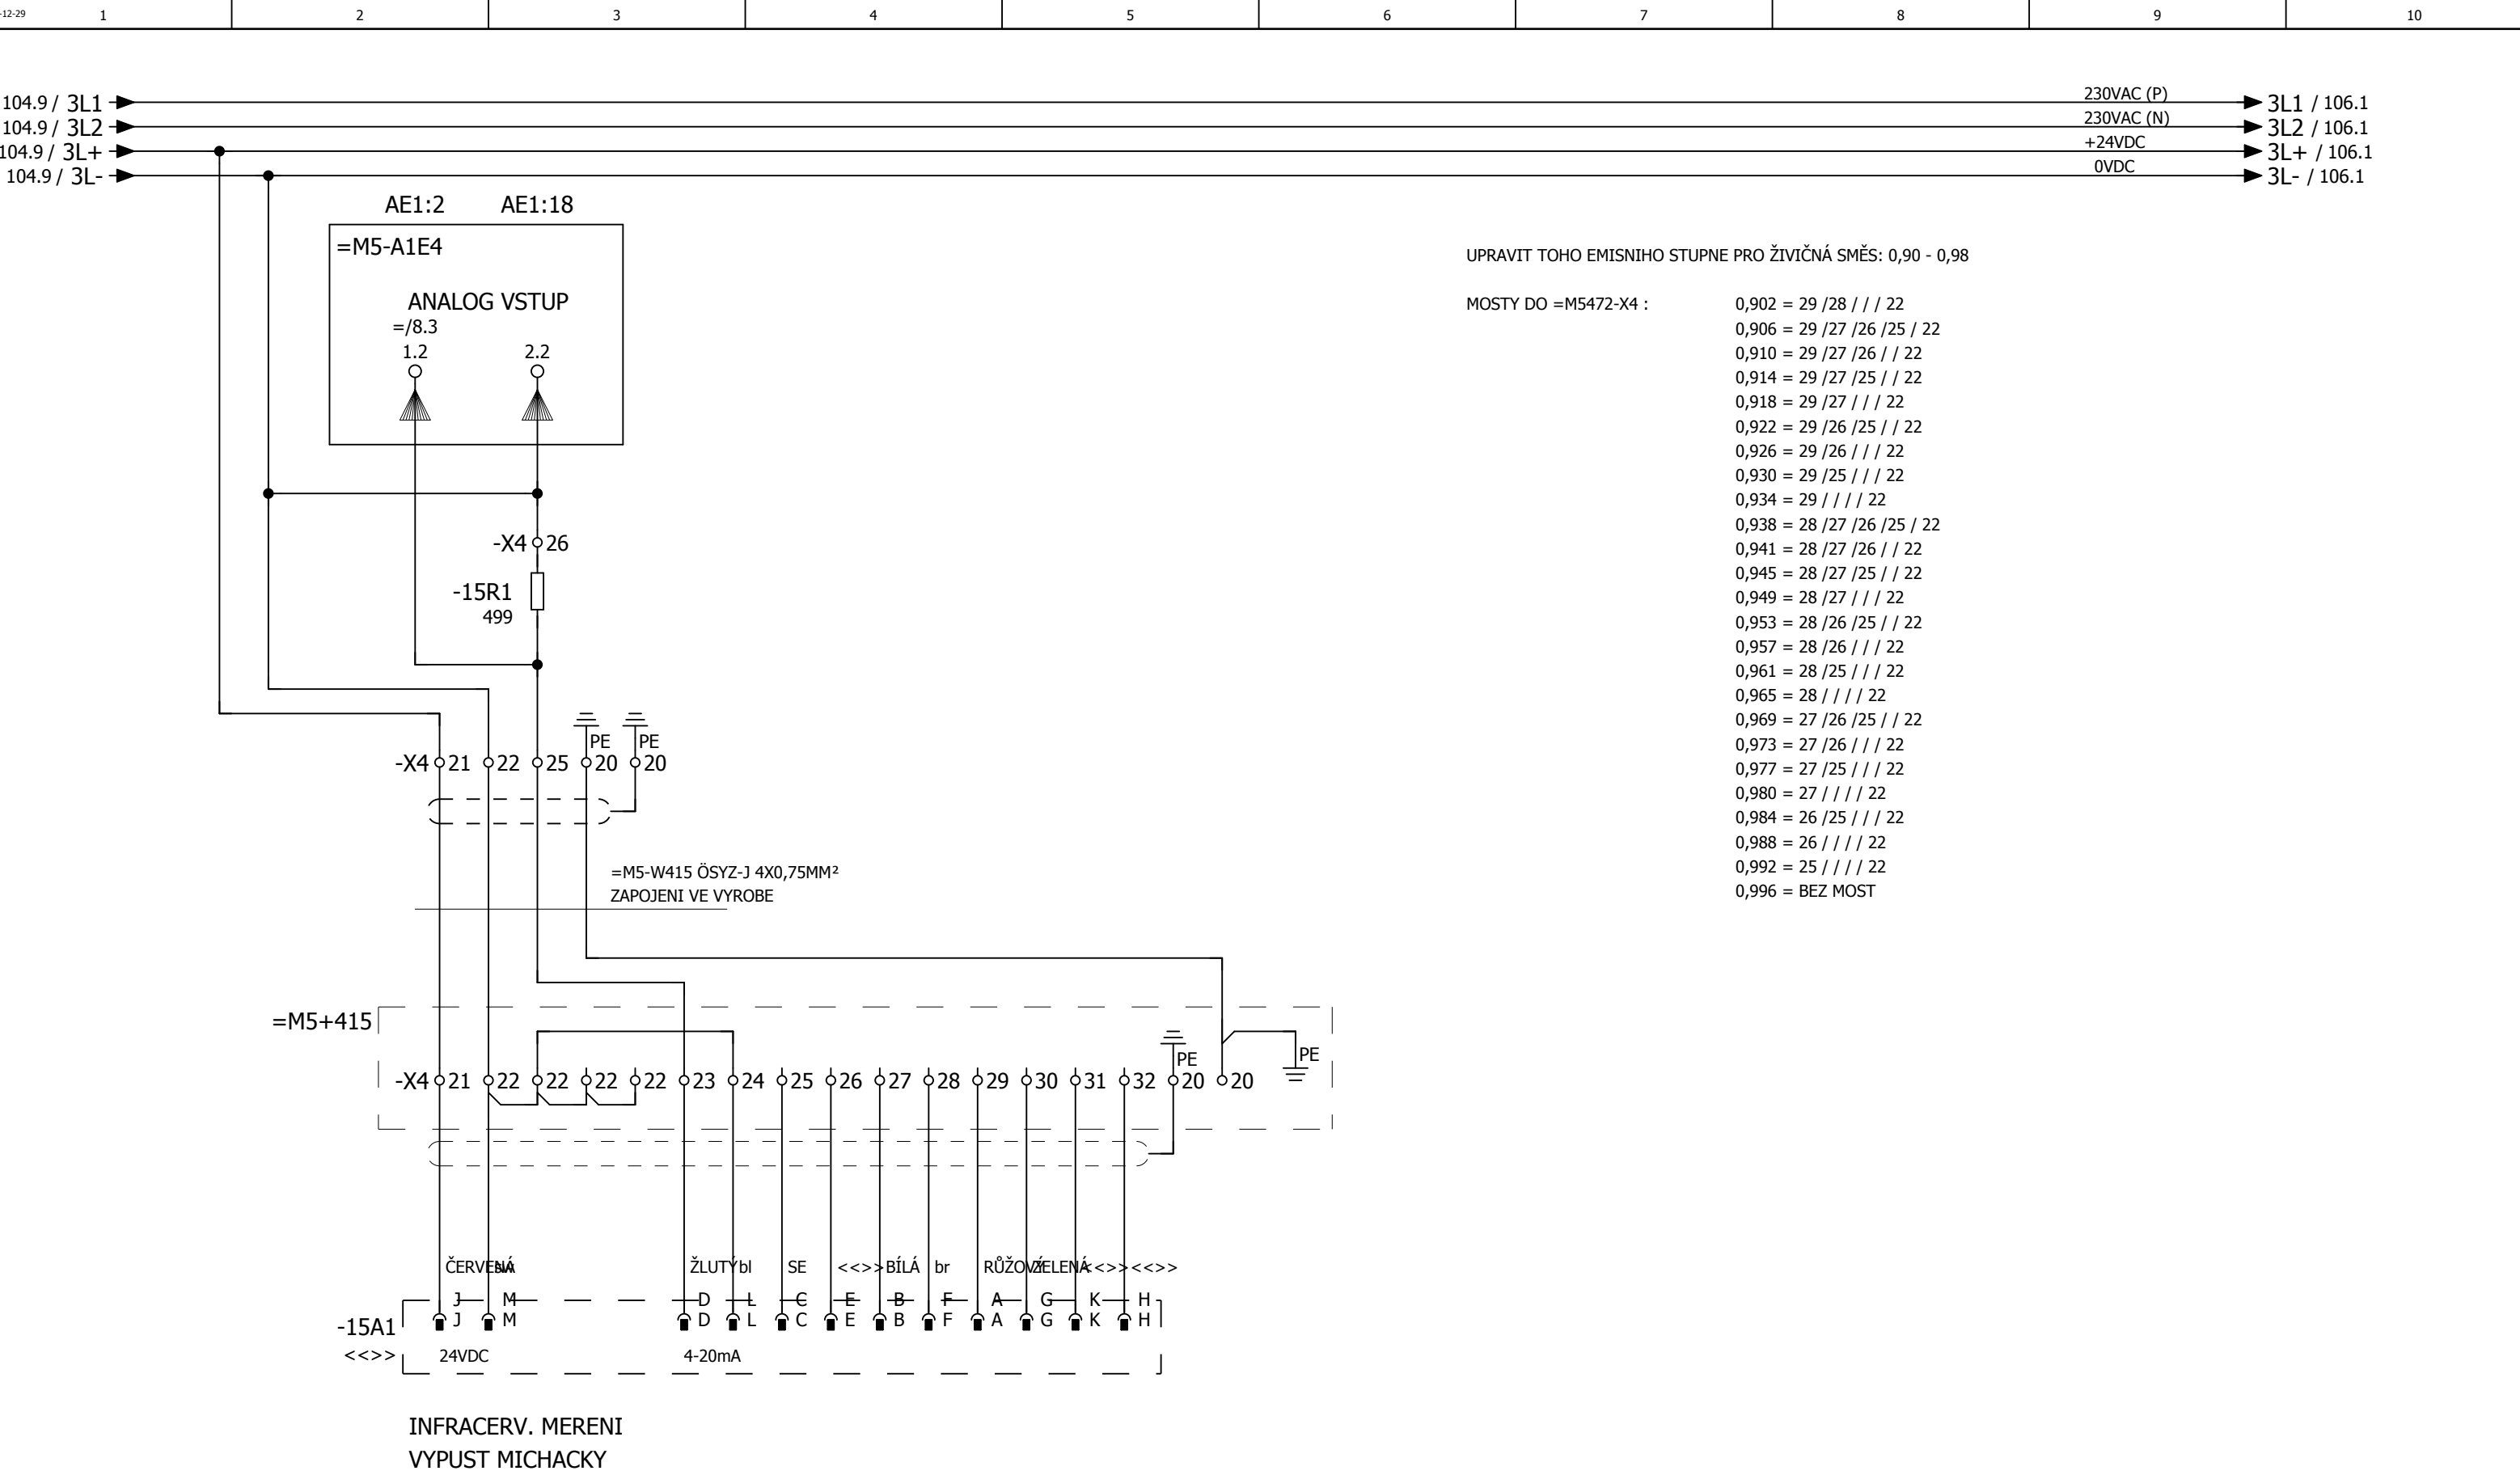 -12-29
1 2 3 4 5 6 7 8 9 10
104.9 / 3L1 230VAC (P) 3L1 / 106.1
104.9 / 3L2 230VAC (N) 3L2 / 106.1
104.9 / 3L+ +24VDC 3L+ / 106.1
104.9 / 3L- 0VDC 3L- / 106.1
AE1:2 AE1:18
=M5-A1E4
ANALOG VSTUP
=/8.3
1.2 2.2
-X4 26
-15R1
499
UPRAVIT TOHO EMISNIHO STUPNE PRO ŽIVIČNÁ SMĚS: 0,90 - 0,98
MOSTY DO =M5472-X4 : 0,902 = 29 /28 / / / 22
0,906 = 29 /27 /26 /25 / 22
0,910 = 29 /27 /26 / / 22
0,914 = 29 /27 /25 / / 22
0,918 = 29 /27 / / / 22
0,922 = 29 /26 /25 / / 22
0,926 = 29 /26 / / / 22
0,930 = 29 /25 / / / 22
0,934 = 29 / / / / 22
0,938 = 28 /27 /26 /25 / 22
0,941 = 28 /27 /26 / / 22
0,945 = 28 /27 /25 / / 22
0,949 = 28 /27 / / / 22
0,953 = 28 /26 /25 / / 22
0,957 = 28 /26 / / / 22
0,961 = 28 /25 / / / 22
0,965 = 28 / / / / 22
0,969 = 27 /26 /25 / / 22
0,973 = 27 /26 / / / 22
0,977 = 27 /25 / / / 22
0,980 = 27 / / / / 22
0,984 = 26 /25 / / / 22
0,988 = 26 / / / / 22
0,992 = 25 / / / / 22
0,996 = BEZ MOST
PE PE
-X4 21 22 25 20 20
=M5-W415 ÖSYZ-J 4X0,75MM²
ZAPOJENI VE VYROBE
=M5+415
PE PE
-X4 21 22 22 22 22 23 24 25 26 27 28 29 30 31 32 20 20
ČERVENÁ sw ŽLUTÝ bl SE <<>> BÍLÁ br RŮŽOVÝ ZELENÁ <<>> <<>>
J M D L C E B F A G K H
J M D L C E B F A G K H
-15A1
<<>> 24VDC 4-20mA
INFRACERV. MERENI
VYPUST MICHACKY